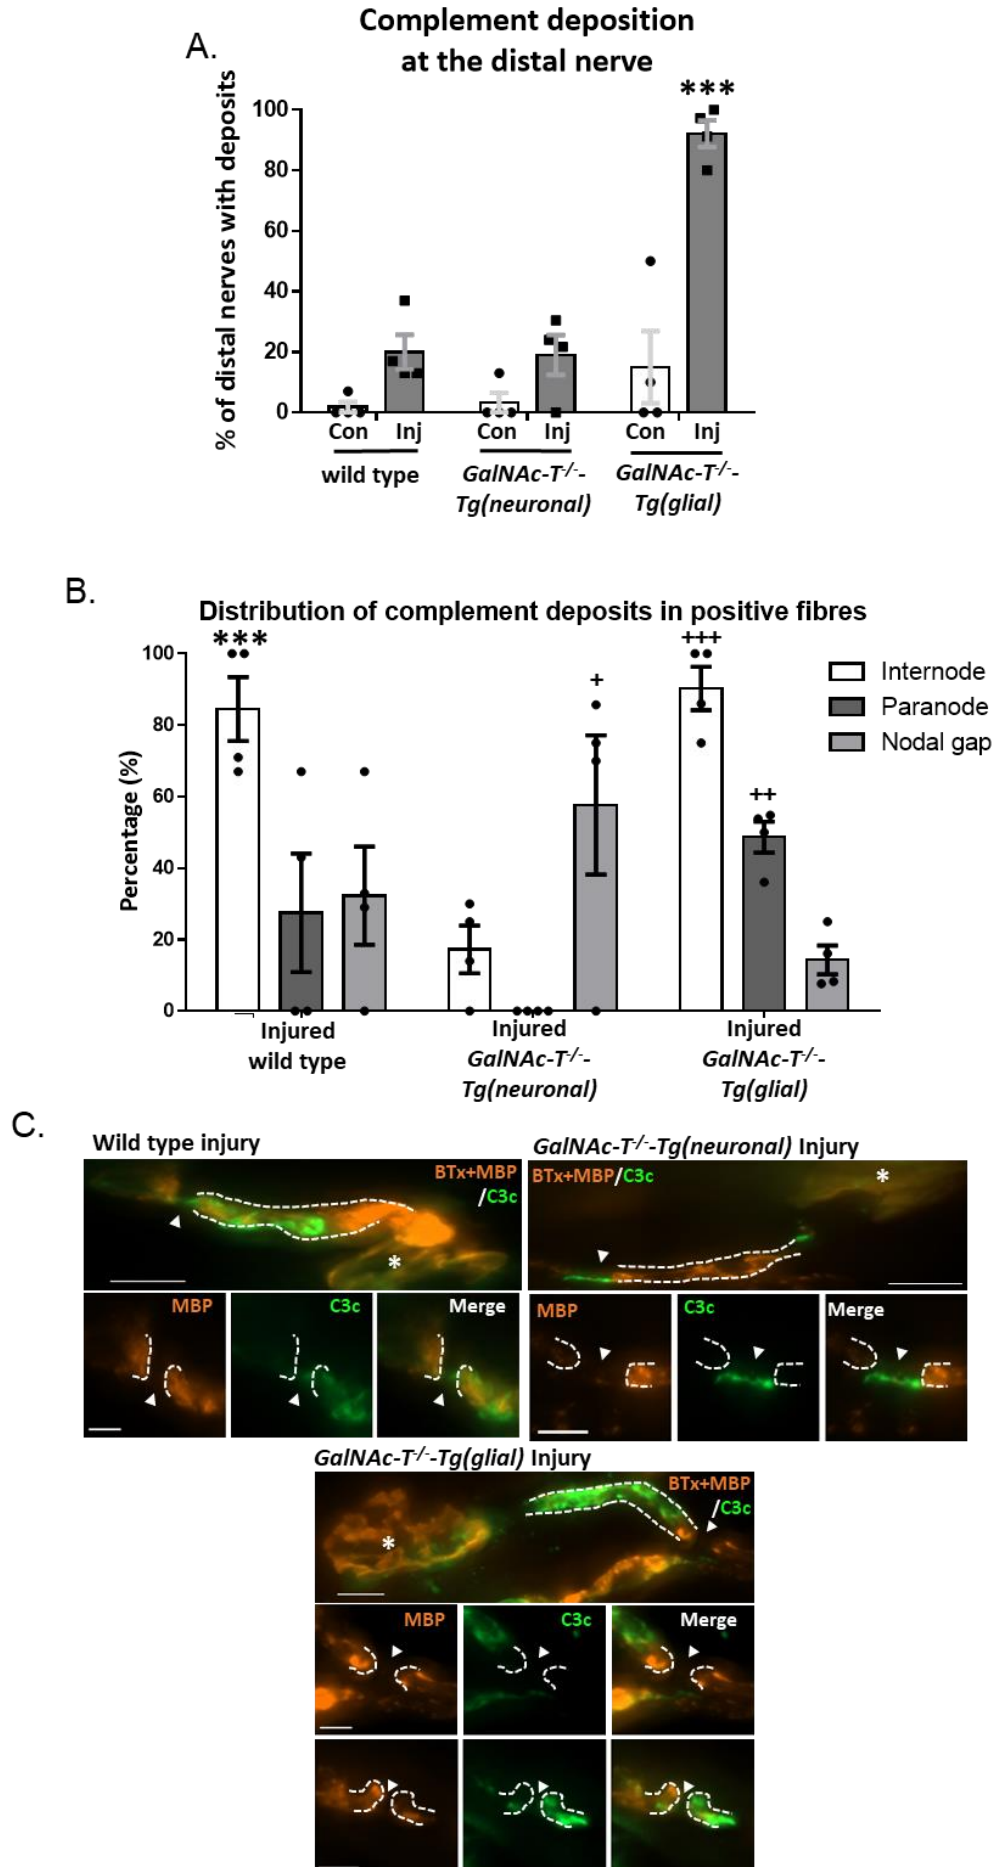 Complement deposition
at the distal nerve
A.
***
% of distal nerves with deposits
100
80
60
40
20
0
Con Inj Con Inj Con Inj
wild type
GalNAc-T-/--
Tg(neuronal)
GalNAc-T-/--
Tg(glial)
B.
Distribution of complement deposits in positive fibres
*** + +++ ++
Percentage (%)
100
80
60
40
20
0
Internode
Paranode
Nodal gap
Injured
wild type
Injured
GalNAc-T-/--
Tg(neuronal)
Injured
GalNAc-T-/--
Tg(glial)
C.
Wild type injury
BTx+MBP
/C3c
*
MBP C3c Merge
GalNAc-T-/--Tg(neuronal) Injury
BTx+MBP/C3c
*
MBP C3c Merge
GalNAc-T-/--Tg(glial) Injury
BTx+MBP
/C3c
*
MBP C3c Merge